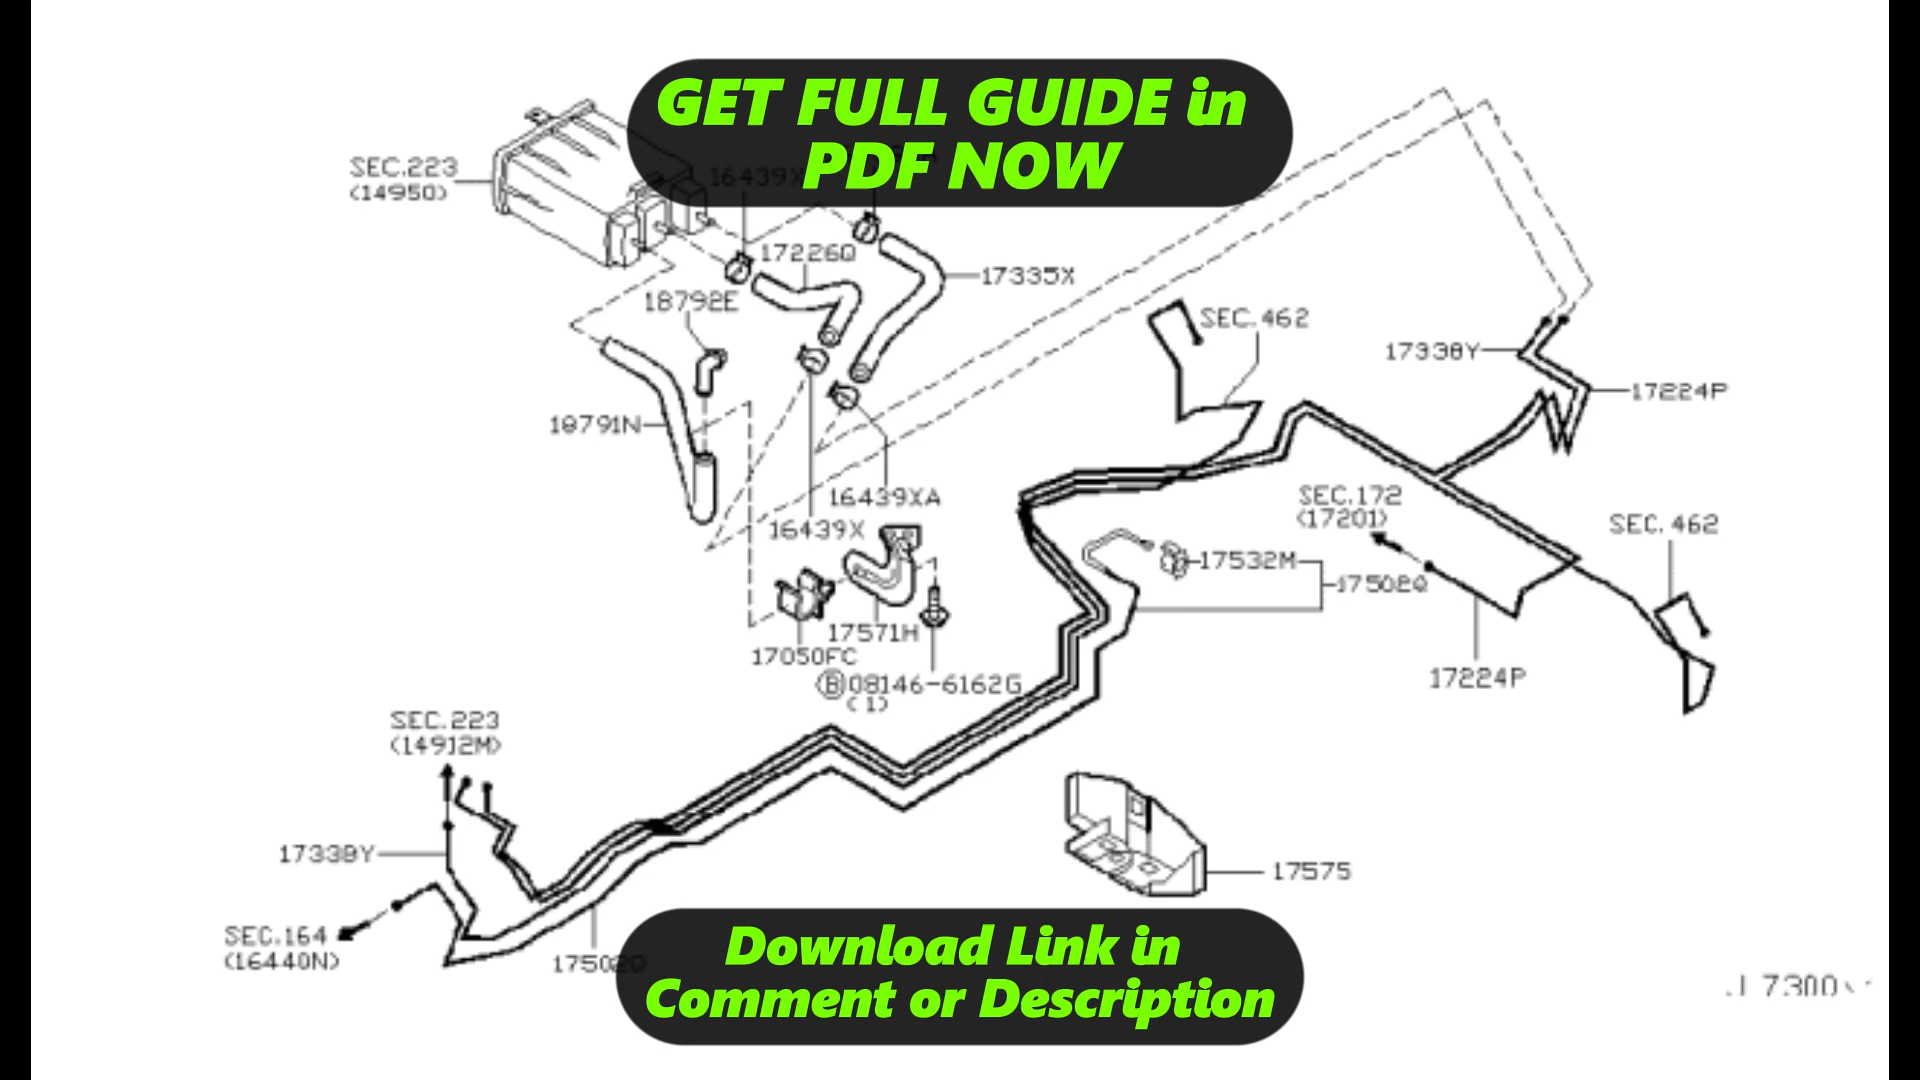 GET FULL GUIDE in
PDF NOW
SEC.223
(14950)
16439X
17226Q
17335X
18792E
SEC.462
17338Y
17224P
18791N
16439XA
16439X
SEC.172
(17201)
SEC.462
17532M
17502Q
17571H
17050FC
B 08146-6162G
(1)
17224P
SEC.223
(14912M)
17575
17338Y
SEC.164
(16440N)
17502Q
Download Link in
Comment or Description